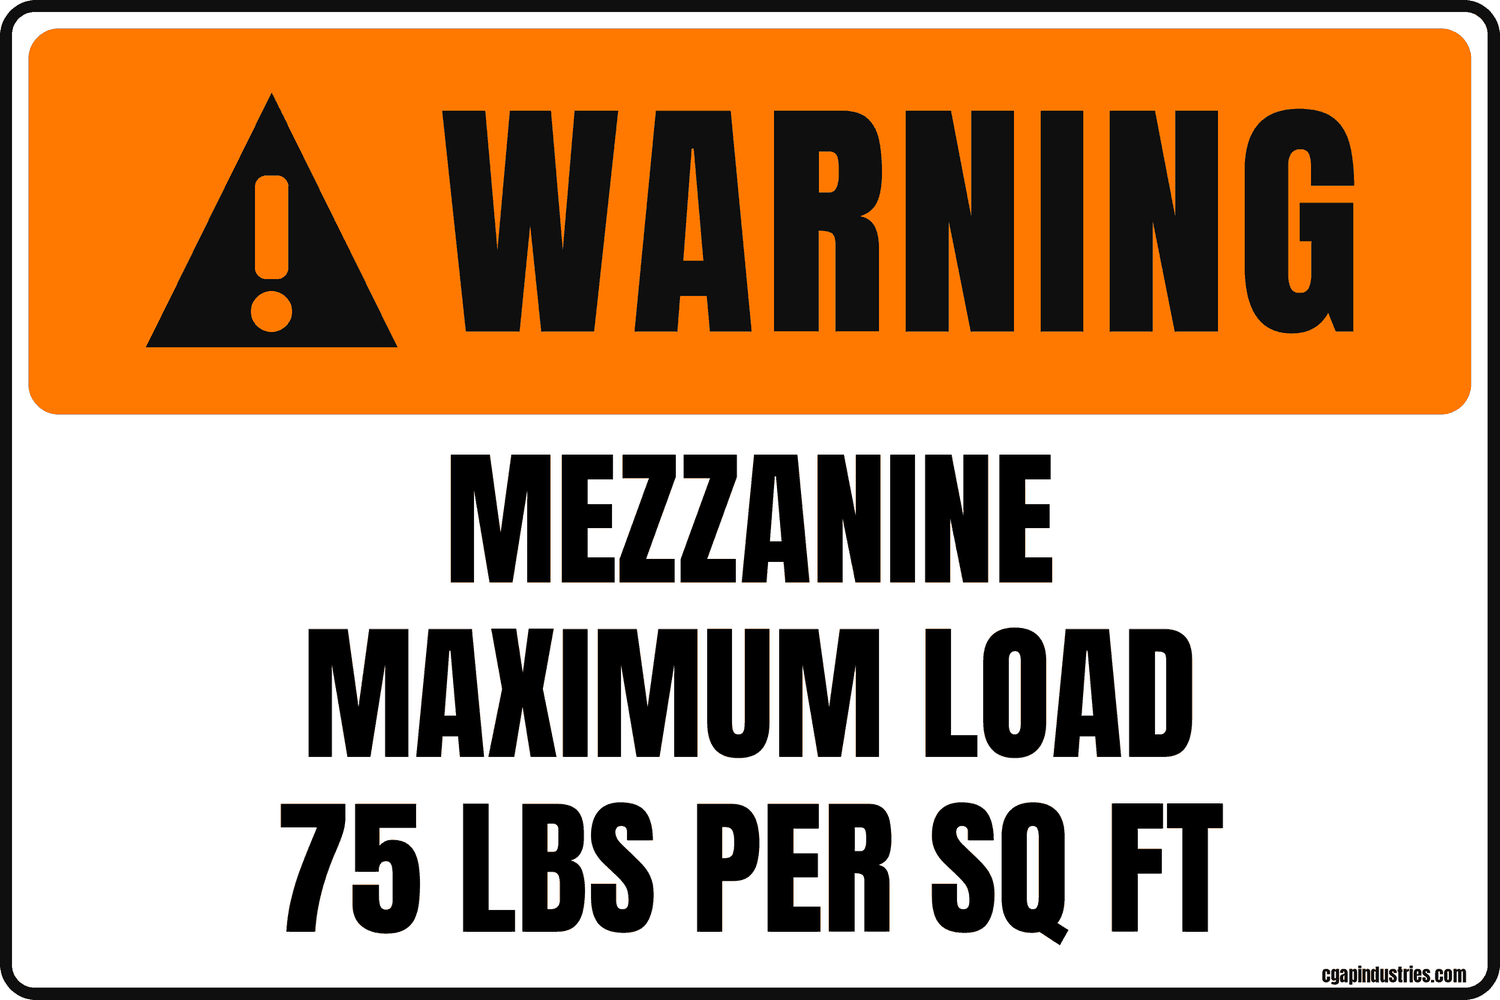 WARNING
MEZZANINE
MAXIMUM LOAD
75 LBS PER SQ FT
cgapindustries.com